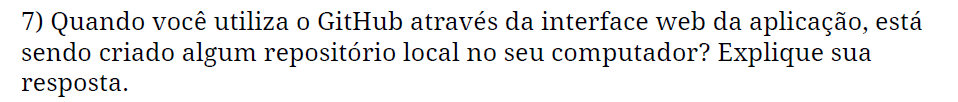 7) Quando você utiliza o GitHub através da interface web da aplicação, está
sendo criado algum repositório local no seu computador? Explique sua
resposta.